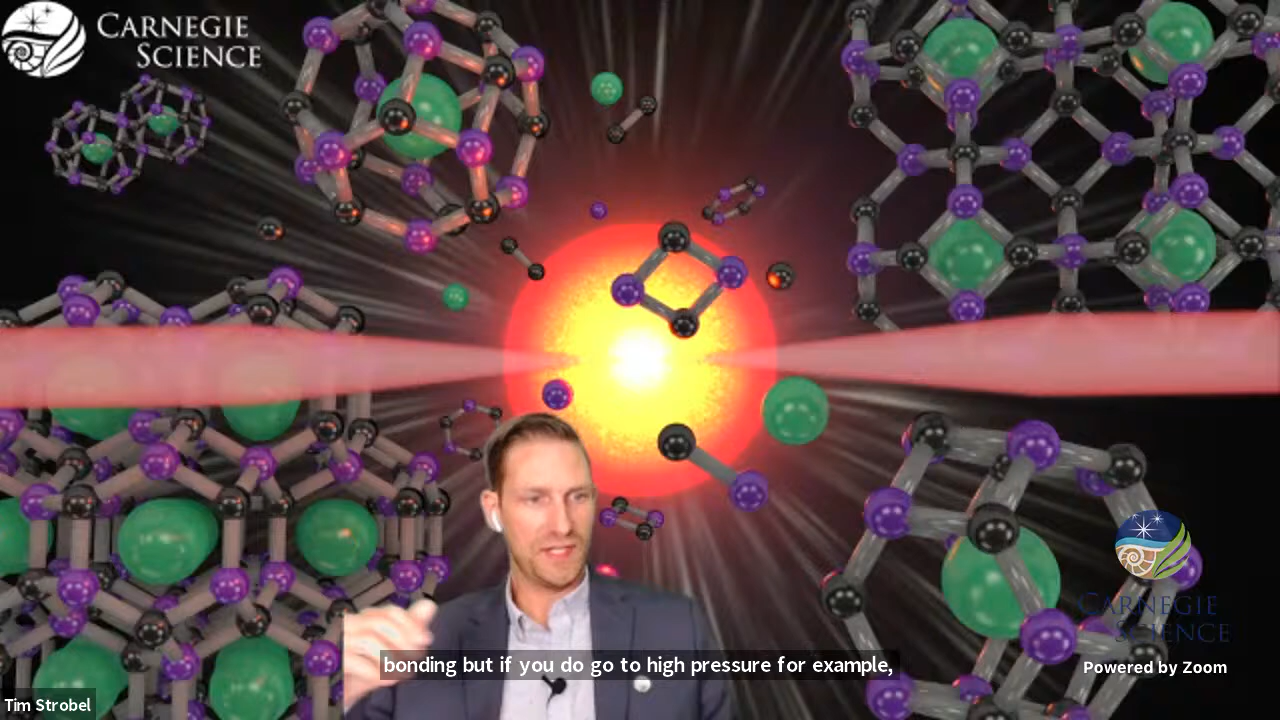 CARNEGIE
SCIENCE
CARNEGIE
SCIENCE
bonding but if you do go to high pressure for example,
Powered by Zoom
Tim Strobel